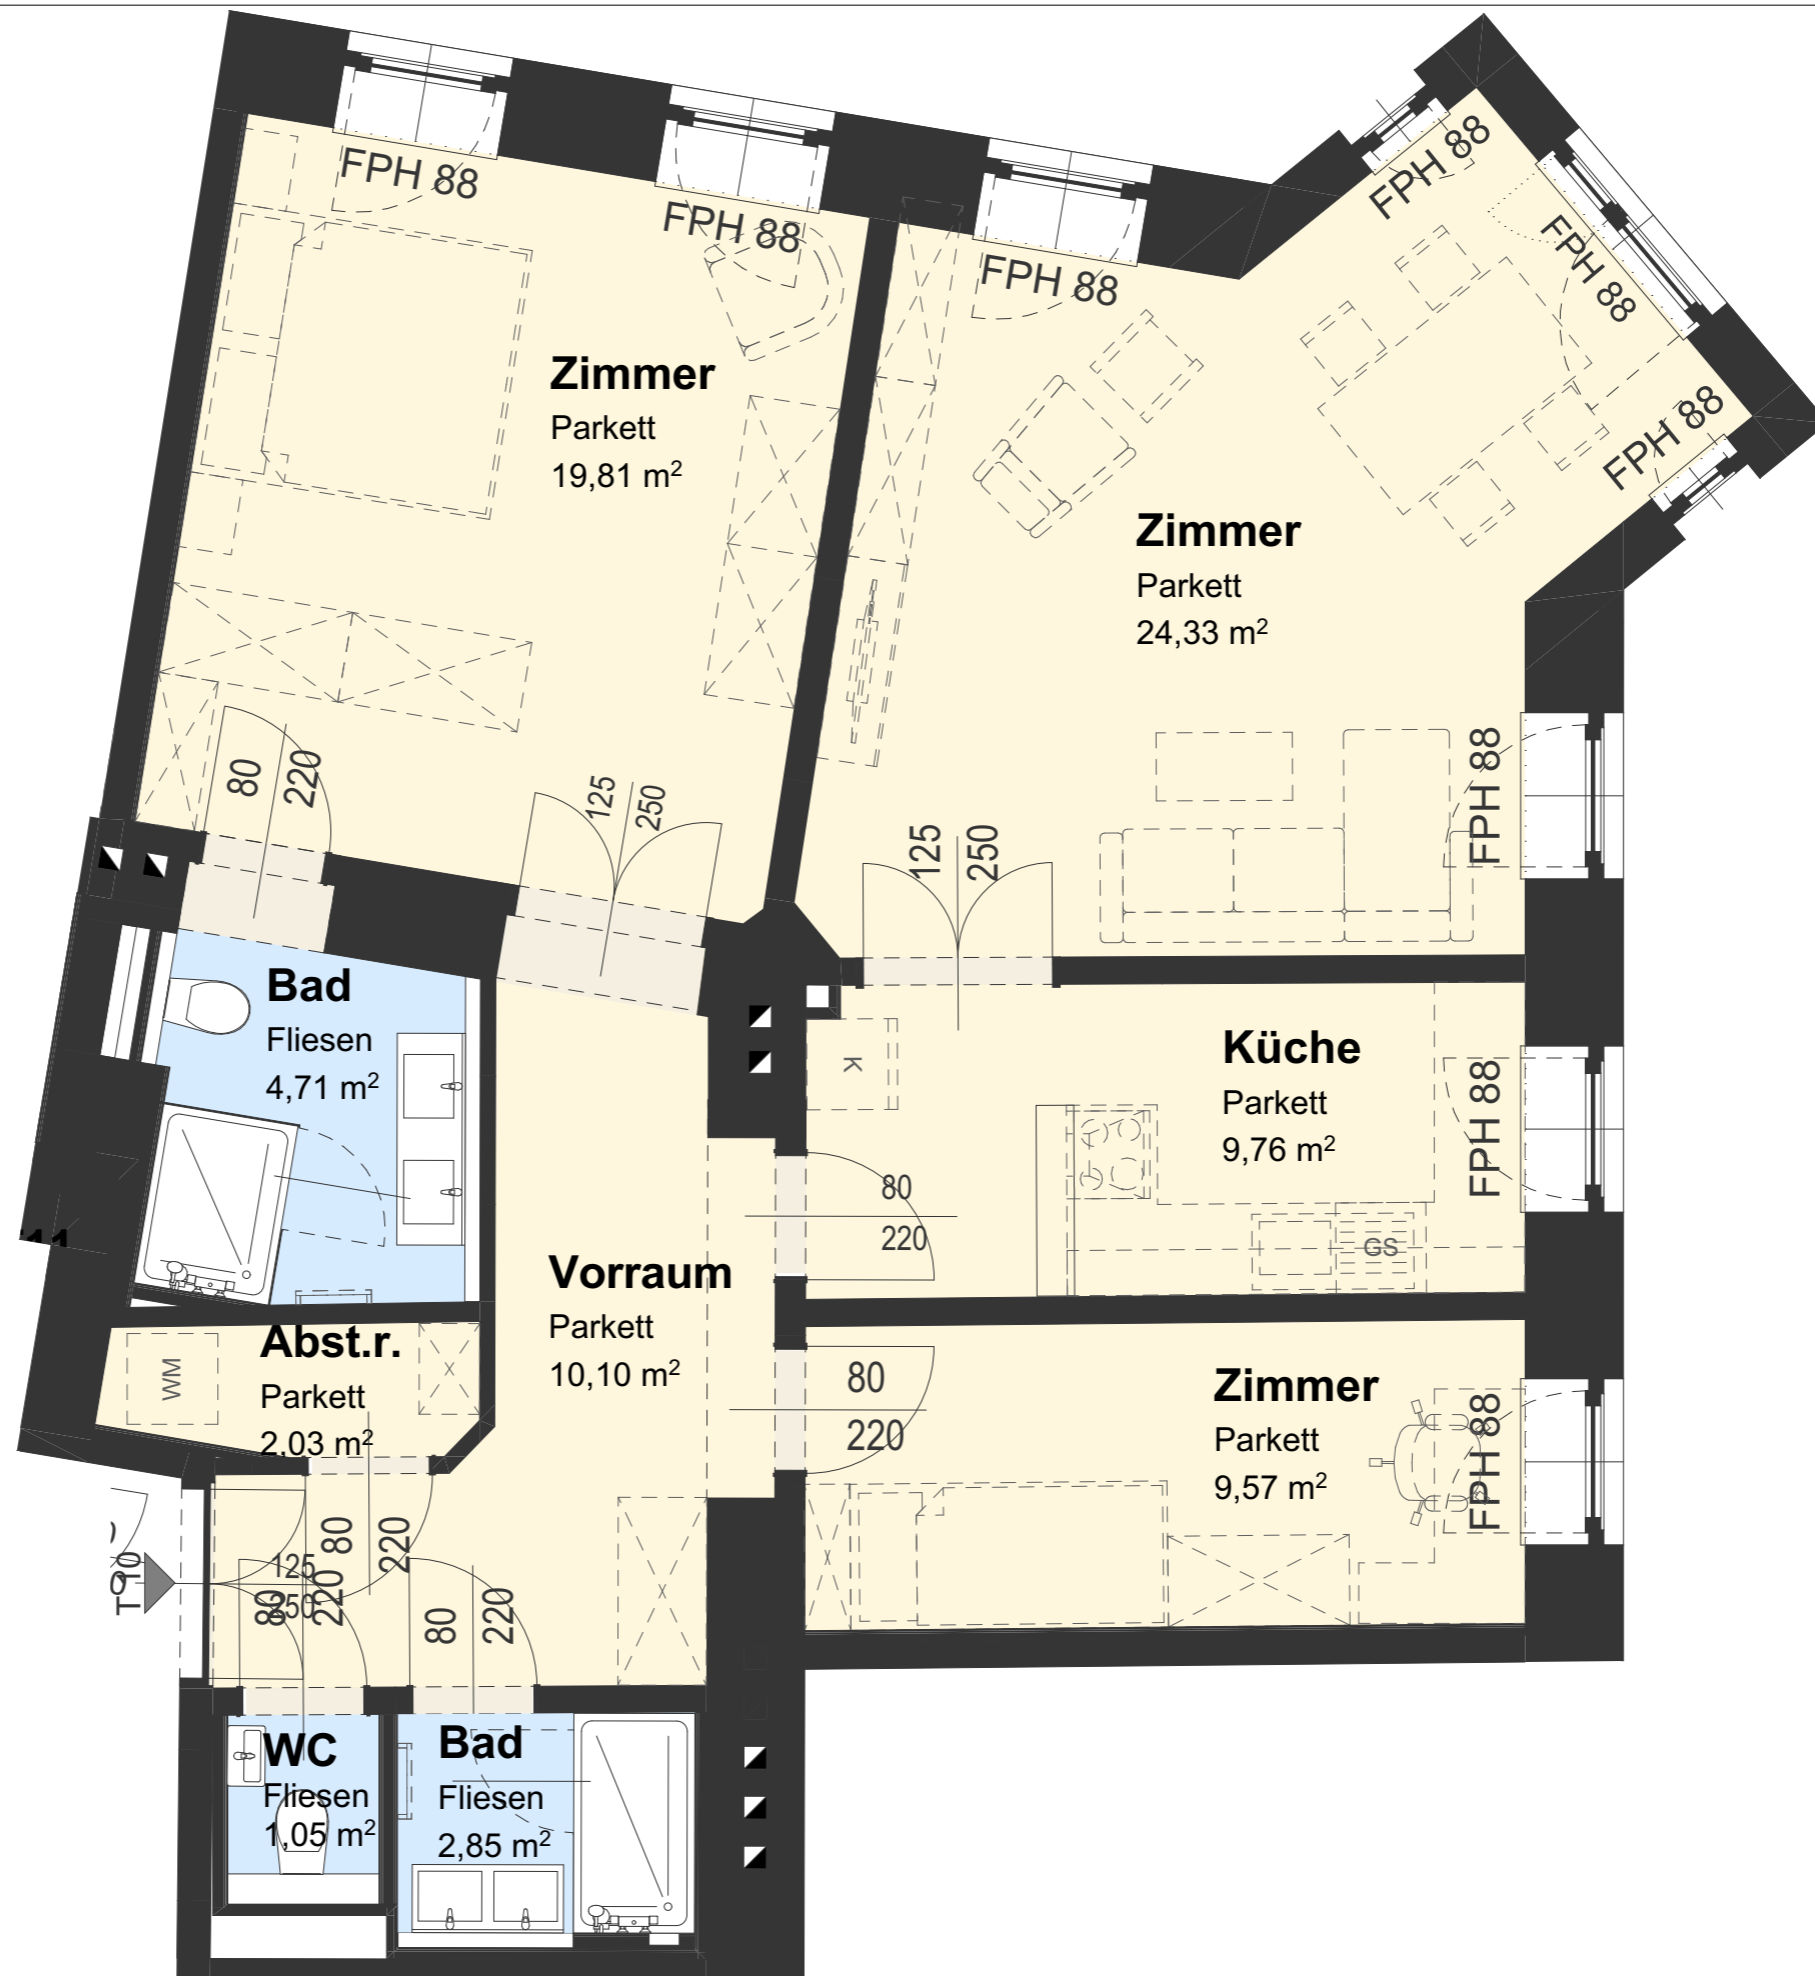 FPH 88
FPH 88
FPH 88
FPH 88
FPH 88
FPH 88
Zimmer
Parkett
19,81 m²
Zimmer
Parkett
24,33 m²
FPH 88
80
220
125
250
125
250
Bad
Fliesen
4,71 m²
K
Küche
Parkett
9,76 m²
FPH 88
80
220
GS
Vorraum
Parkett
10,10 m²
Abst.r.
Parkett
2,03 m²
WM
80
220
Zimmer
Parkett
9,57 m²
FPH 88
80
220
125
250
80
220
80
220
WC
Fliesen
1,05 m²
Bad
Fliesen
2,85 m²